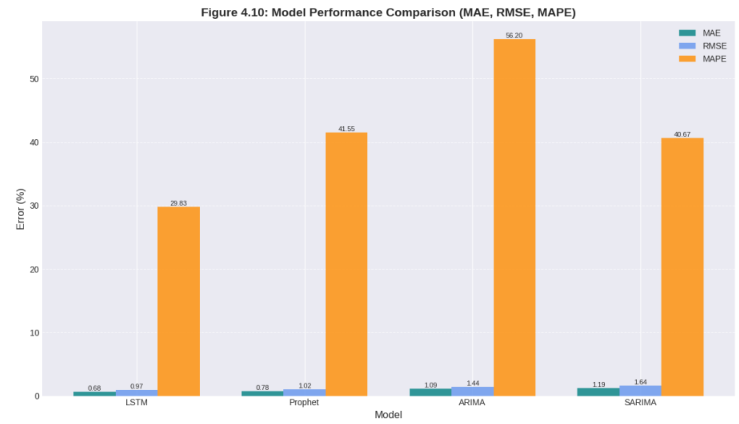 Figure 4.10: Model Performance Comparison (MAE, RMSE, MAPE)
MAE
RMSE
MAPE
Error (%)
50
40
30
20
10
0
0.68
0.97
29.83
0.78
1.02
41.55
1.09
1.44
56.20
1.19
1.64
40.67
LSTM
Prophet
ARIMA
SARIMA
Model